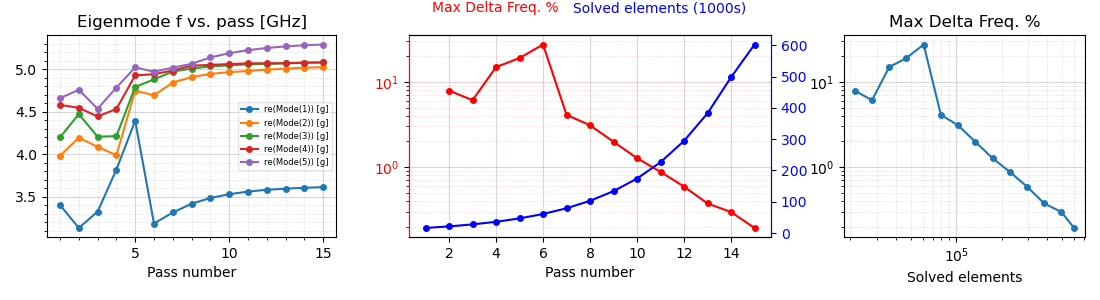 Eigenmode f vs. pass [GHz]
5.0
4.5
4.0
3.5
re(Mode(1)) [g]
re(Mode(2)) [g]
re(Mode(3)) [g]
re(Mode(4)) [g]
re(Mode(5)) [g]
5 10 15
Pass number
Max Delta Freq. % Solved elements (1000s)
10¹
10⁰
600
500
400
300
200
100
0
2 4 6 8 10 12 14
Pass number
Max Delta Freq. %
10¹
10⁰
10⁵
Solved elements